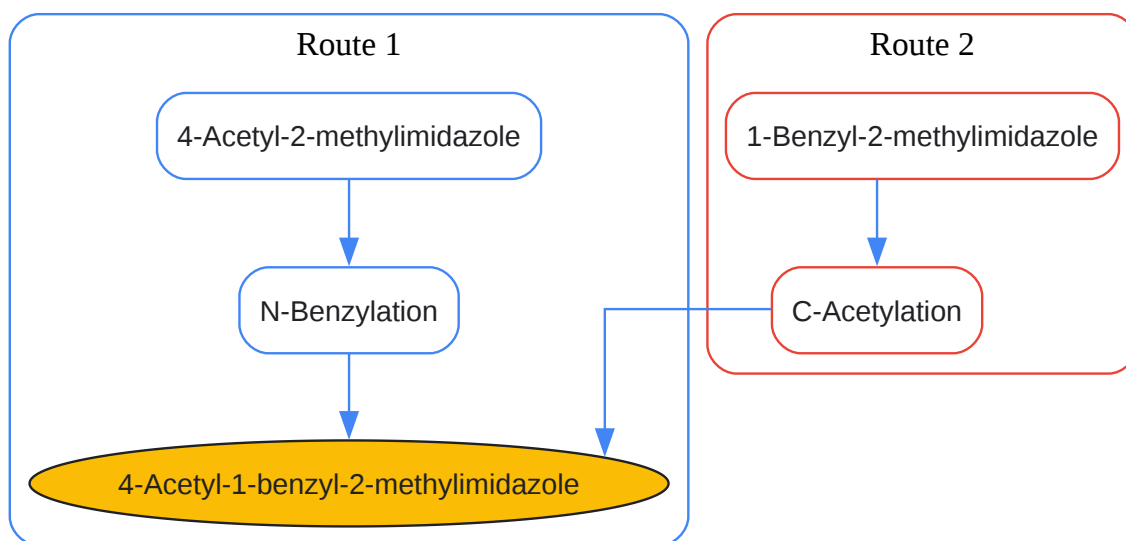 Route 1
4-Acetyl-2-methylimidazole
N-Benzylation
4-Acetyl-1-benzyl-2-methylimidazole
Route 2
1-Benzyl-2-methylimidazole
C-Acetylation